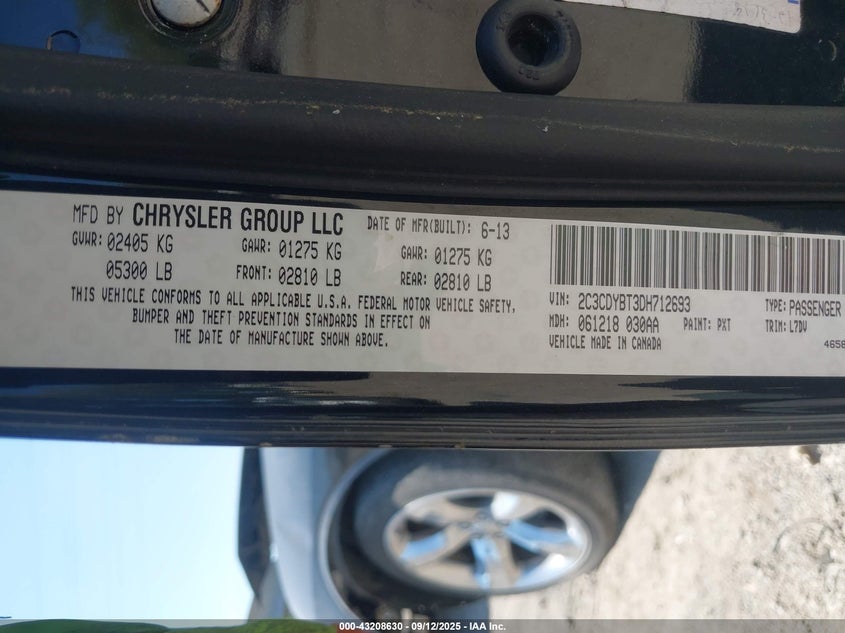 MFD BY CHRYSLER GROUP LLC DATE OF MFR(BUILT): 6-13
GVWR: 02405 KG GAWR: 01275 KG GAWR: 01275 KG
05300 LB FRONT: 02810 LB REAR: 02810 LB
THIS VEHICLE CONFORMS TO ALL APPLICABLE U.S.A. FEDERAL MOTOR VEHICLE SAFETY,
BUMPER AND THEFT PREVENTION STANDARDS IN EFFECT ON
THE DATE OF MANUFACTURE SHOWN ABOVE.
VIN: 2C3CDYBT3DH712693 TYPE: PASSENGER
MDH: 061218 030AA PAINT: PXT TRIM: L7DV
VEHICLE MADE IN CANADA 4658
000-43208630 - 09/12/2025 - IAA Inc.